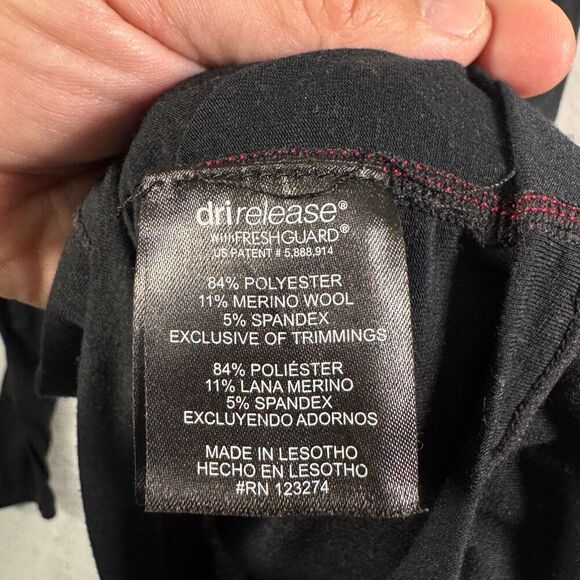 drirelease®
with FRESHGUARD®
US PATENT # 5,888,914
84% POLYESTER
11% MERINO WOOL
5% SPANDEX
EXCLUSIVE OF TRIMMINGS
84% POLIÉSTER
11% LANA MERINO
5% SPANDEX
EXCLUYENDO ADORNOS
MADE IN LESOTHO
HECHO EN LESOTHO
#RN 123274